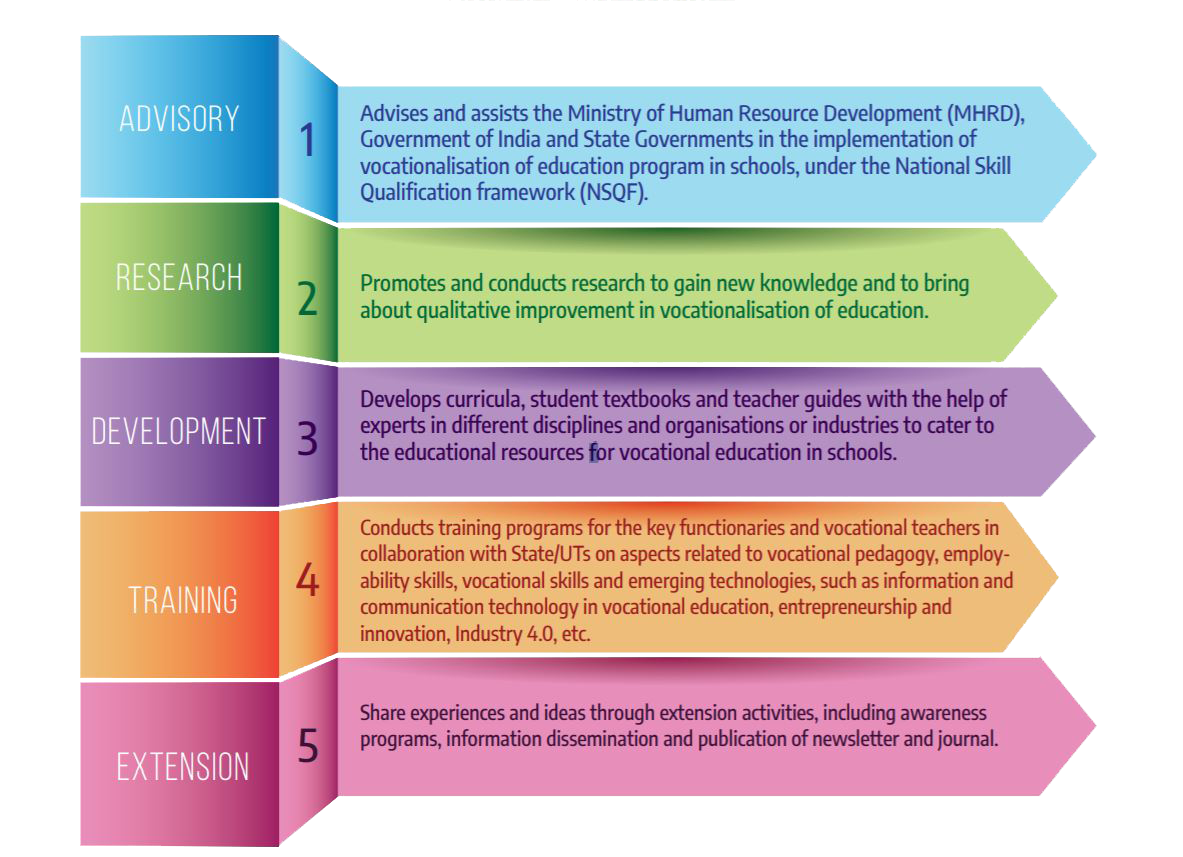 ADVISORY
1
Advises and assists the Ministry of Human Resource Development (MHRD),
Government of India and State Governments in the implementation of
vocationalisation of education program in schools, under the National Skill
Qualification framework (NSQF).
RESEARCH
2
Promotes and conducts research to gain new knowledge and to bring
about qualitative improvement in vocationalisation of education.
DEVELOPMENT
3
Develops curricula, student textbooks and teacher guides with the help of
experts in different disciplines and organisations or industries to cater to
the educational resources for vocational education in schools.
TRAINING
4
Conducts training programs for the key functionaries and vocational teachers in
collaboration with State/UTs on aspects related to vocational pedagogy, employ-
ability skills, vocational skills and emerging technologies, such as information and
communication technology in vocational education, entrepreneurship and
innovation, Industry 4.0, etc.
EXTENSION
5
Share experiences and ideas through extension activities, including awareness
programs, information dissemination and publication of newsletter and journal.